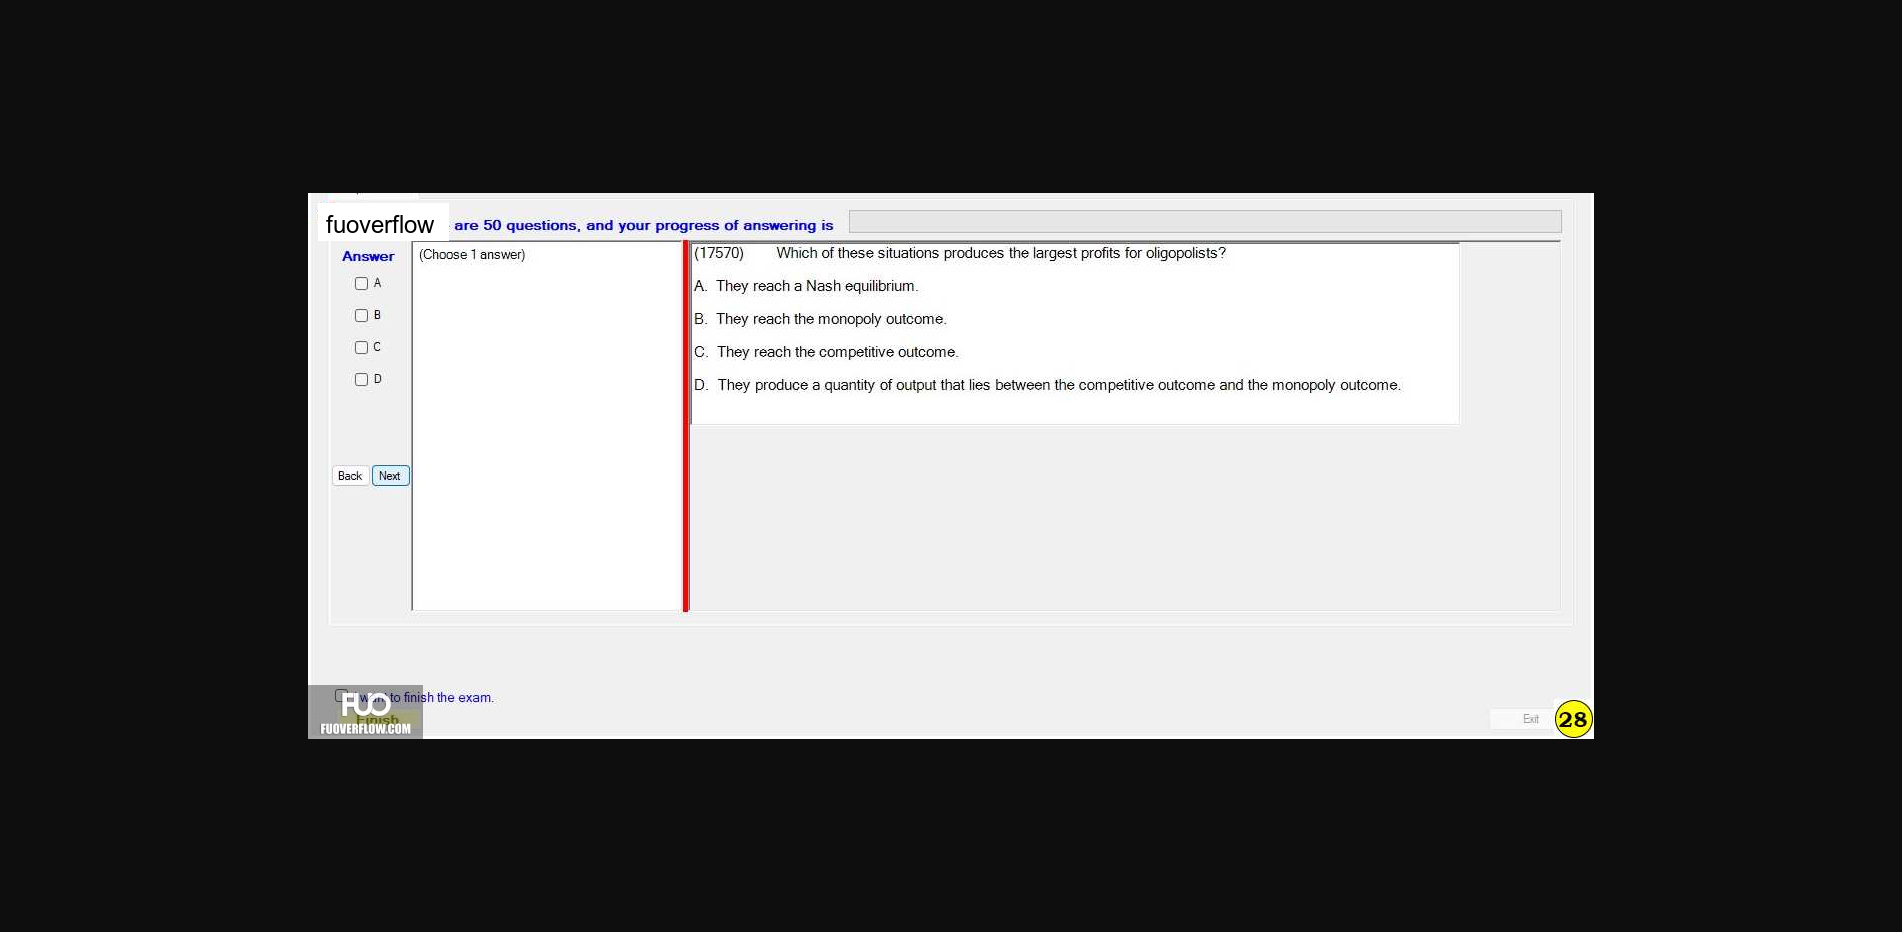 fuoverflow are 50 questions, and your progress of answering is
Answer
(Choose 1 answer)
A
B
C
D
Back Next
(17570) Which of these situations produces the largest profits for oligopolists?
A. They reach a Nash equilibrium.
B. They reach the monopoly outcome.
C. They reach the competitive outcome.
D. They produce a quantity of output that lies between the competitive outcome and the monopoly outcome.
want to finish the exam.
FUO
Finish
FUOVERFLOW.COM
Exit
28